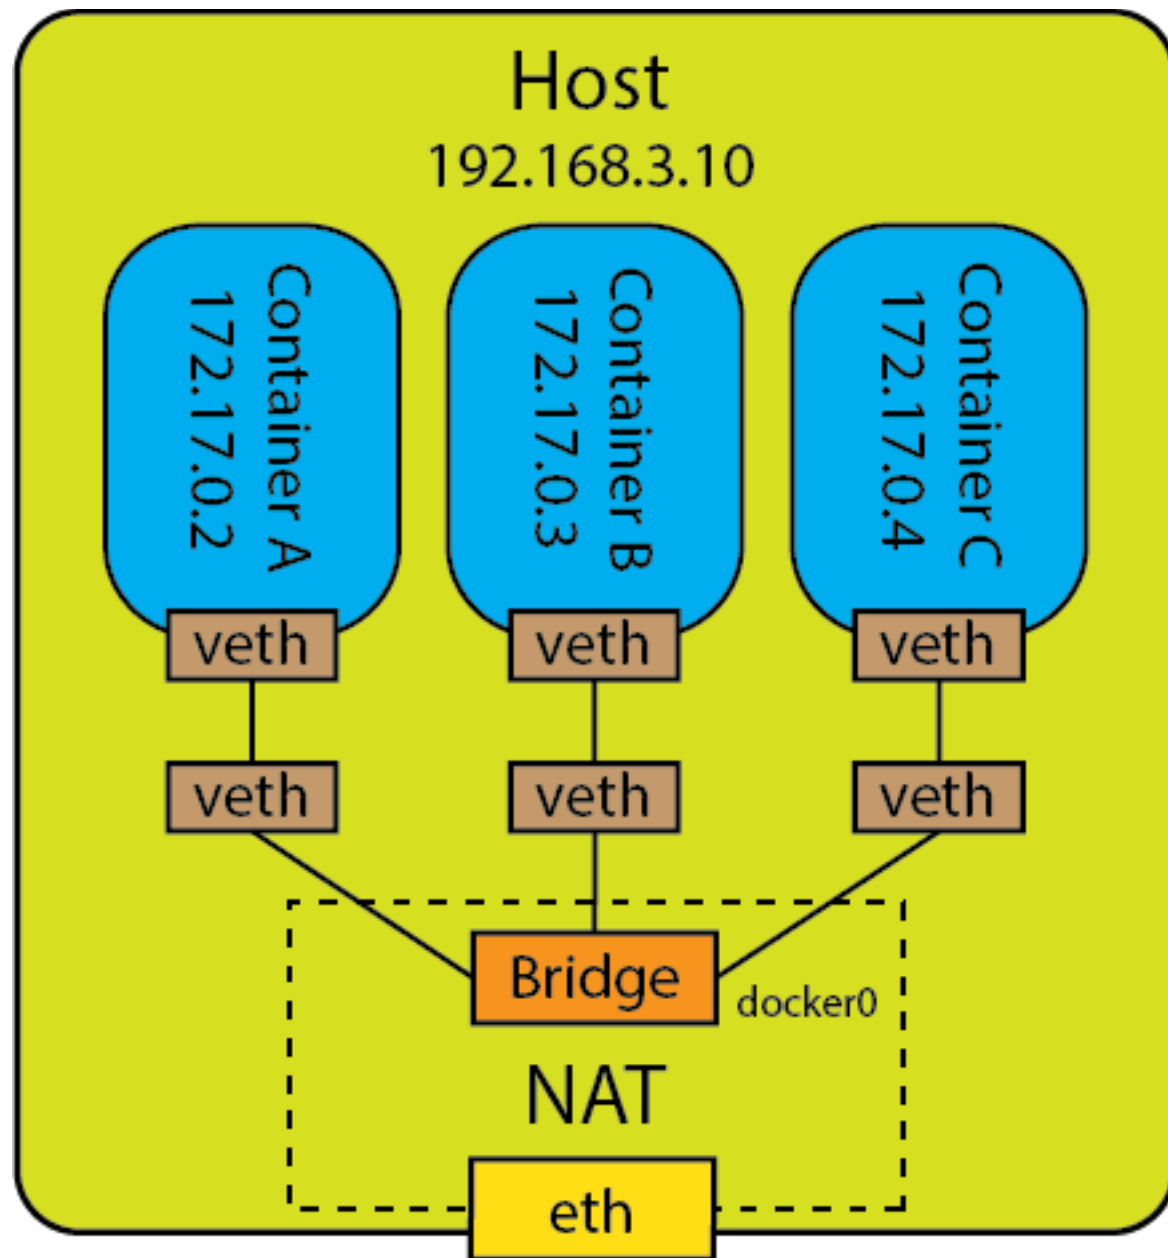 Host
192.168.3.10
Container A
172.17.0.2
Container B
172.17.0.3
Container C
172.17.0.4
veth
veth
veth
veth
veth
veth
Bridge
docker0
NAT
eth